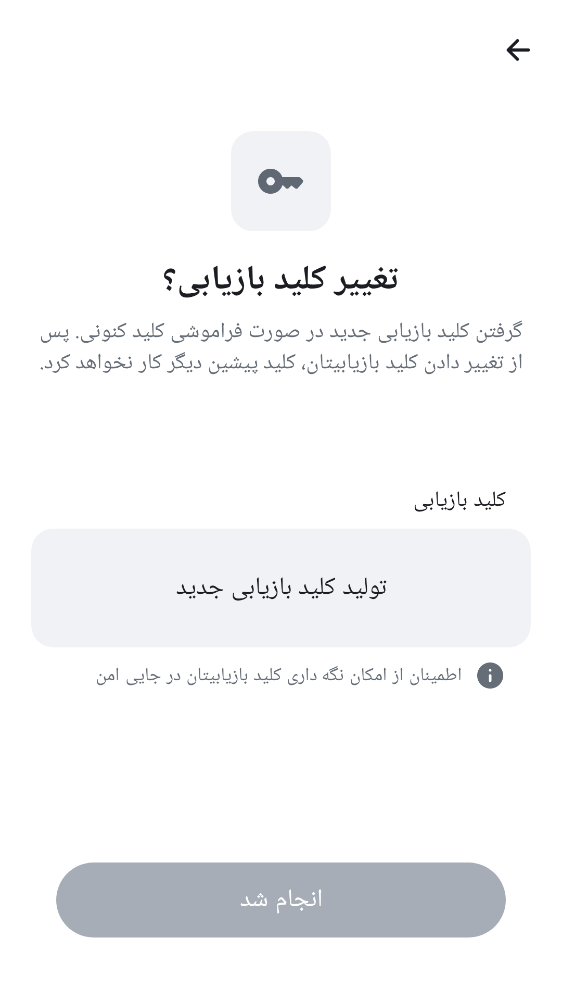 تغییر کلید بازیابی؟
گرفتن کلید بازیابی جدید در صورت فراموشی کلید کنونی. پس
از تغییر دادن کلید بازیابیتان، کلید پیشین دیگر کار نخواهد کرد.
کلید بازیابی
تولید کلید بازیابی جدید
اطمینان از امکان نگه داری کلید بازیابیتان در جایی امن
انجام شد